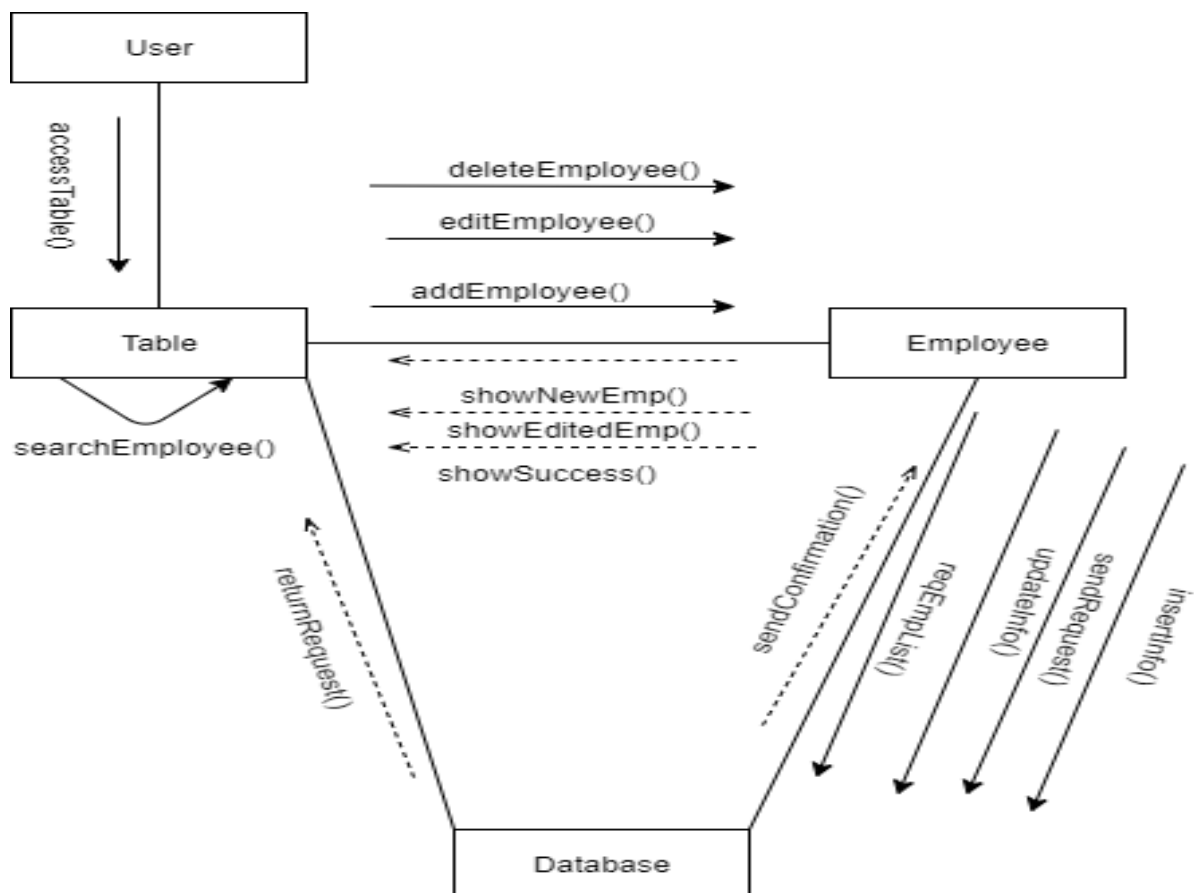 User
accessTable()
deleteEmployee()
editEmployee()
addEmployee()
Table
Employee
showNewEmp()
searchEmployee()
showEditedEmp()
showSuccess()
returnRequest()
sendConfirmation()
reqEmpList()
updateInfo()
sendRequest()
insertInfo()
Database